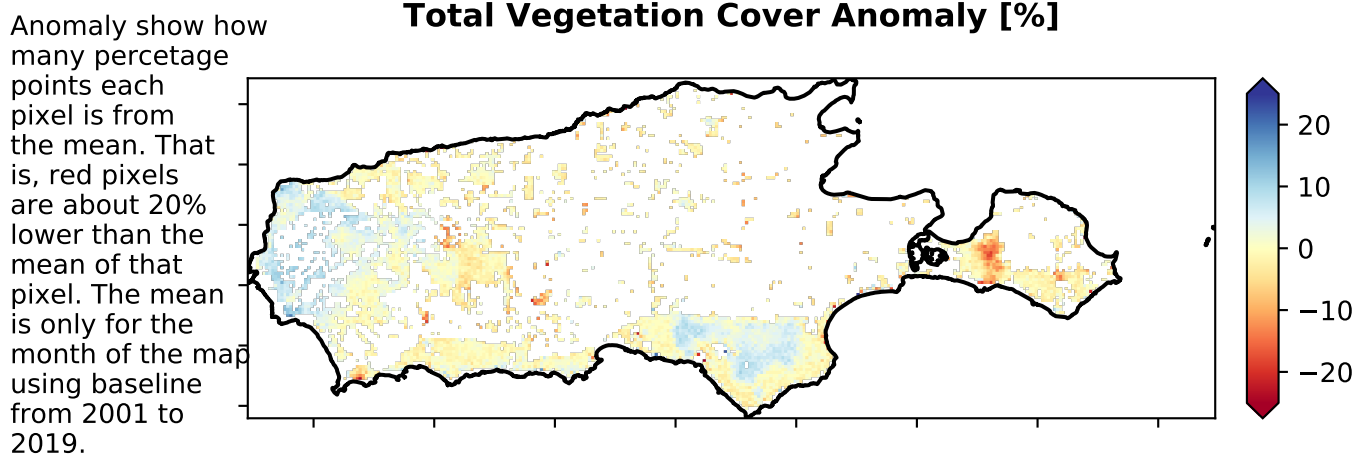 Total Vegetation Cover Anomaly [%]
Anomaly show how
many percetage
points each
pixel is from
the mean. That
is, red pixels
are about 20%
lower than the
mean of that
pixel. The mean
is only for the
month of the map
using baseline
from 2001 to
2019.
20
10
0
−10
−20